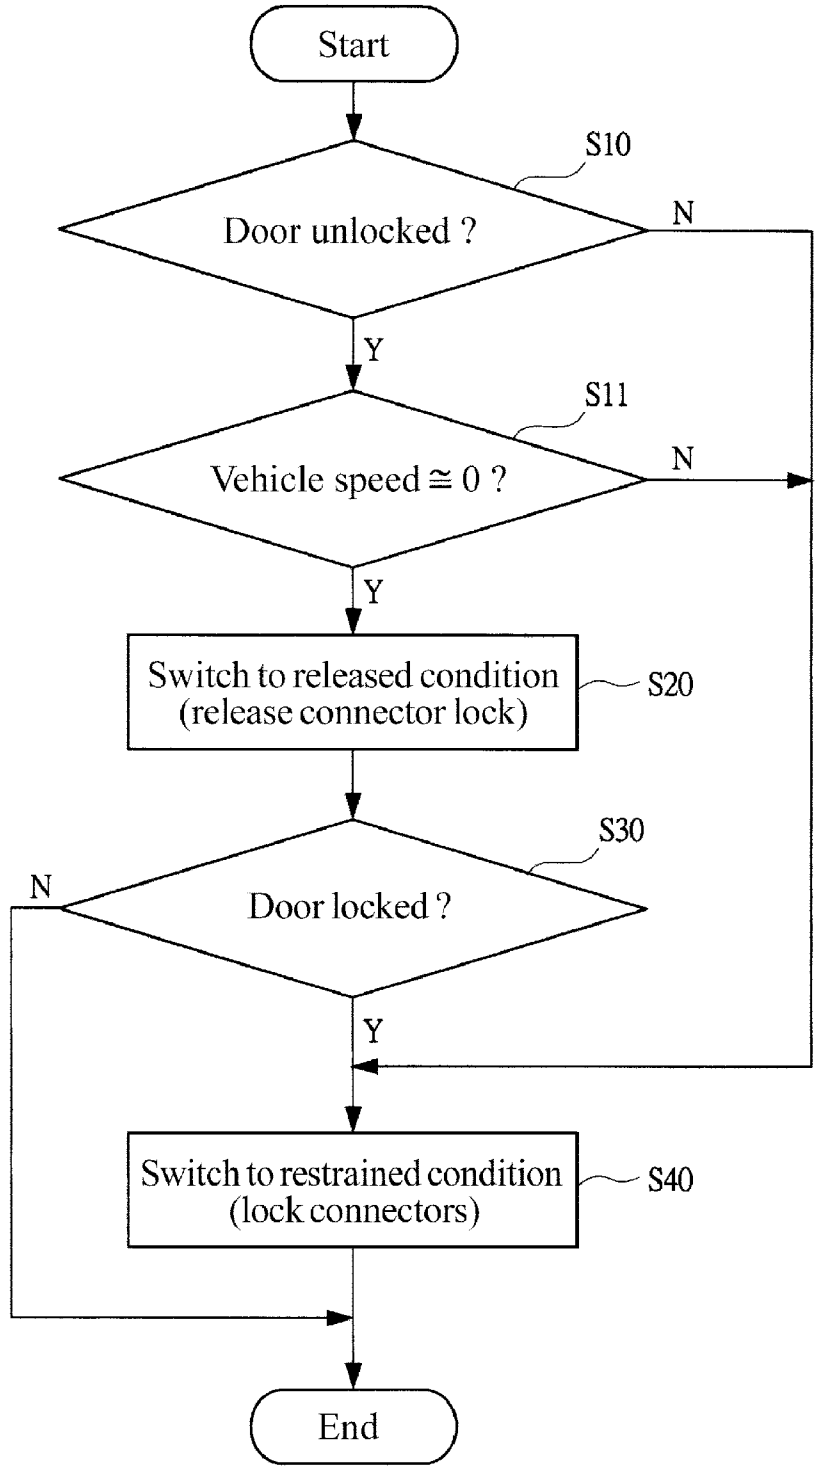 Start
S10
Door unlocked ?
N
Y
S11
Vehicle speed ≅ 0 ?
N
Y
Switch to released condition
(release connector lock)
S20
S30
N
Door locked ?
Y
Switch to restrained condition
(lock connectors)
S40
End